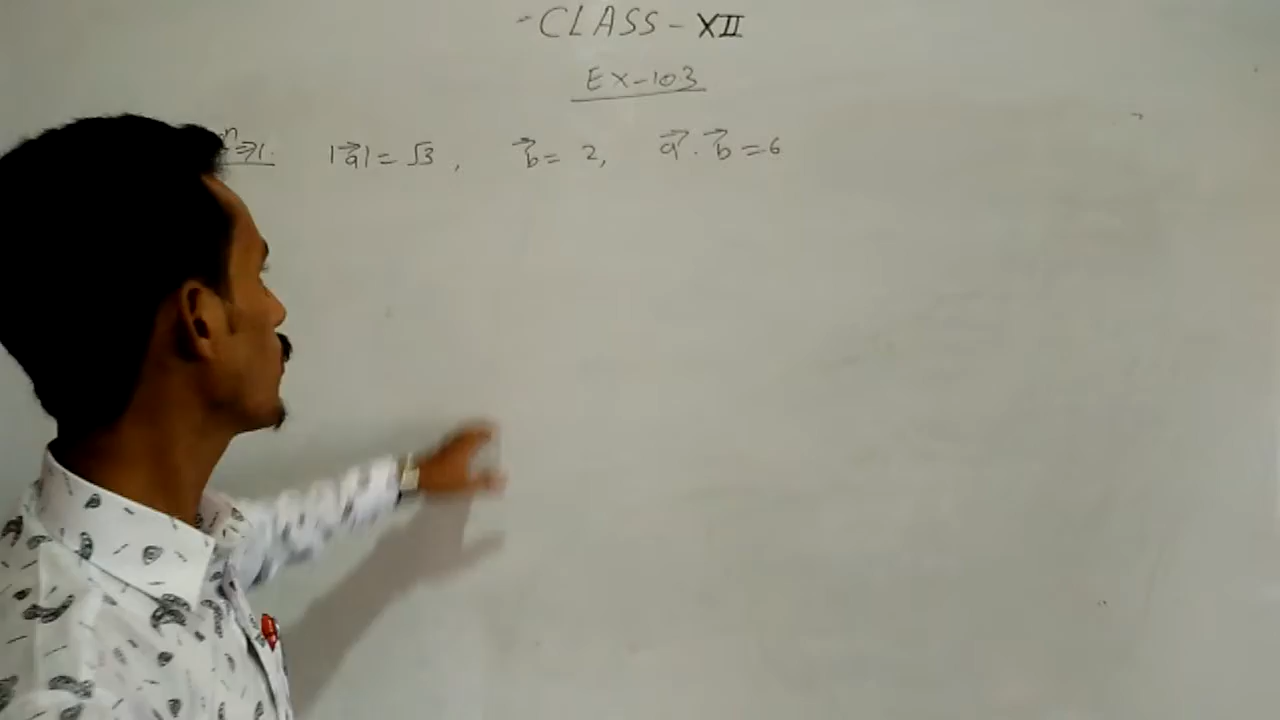 - CLASS - XII
Ex-10.3
n ⇒ 1. |a⃗| = √3, b⃗ = 2, a⃗ . b⃗ = 6